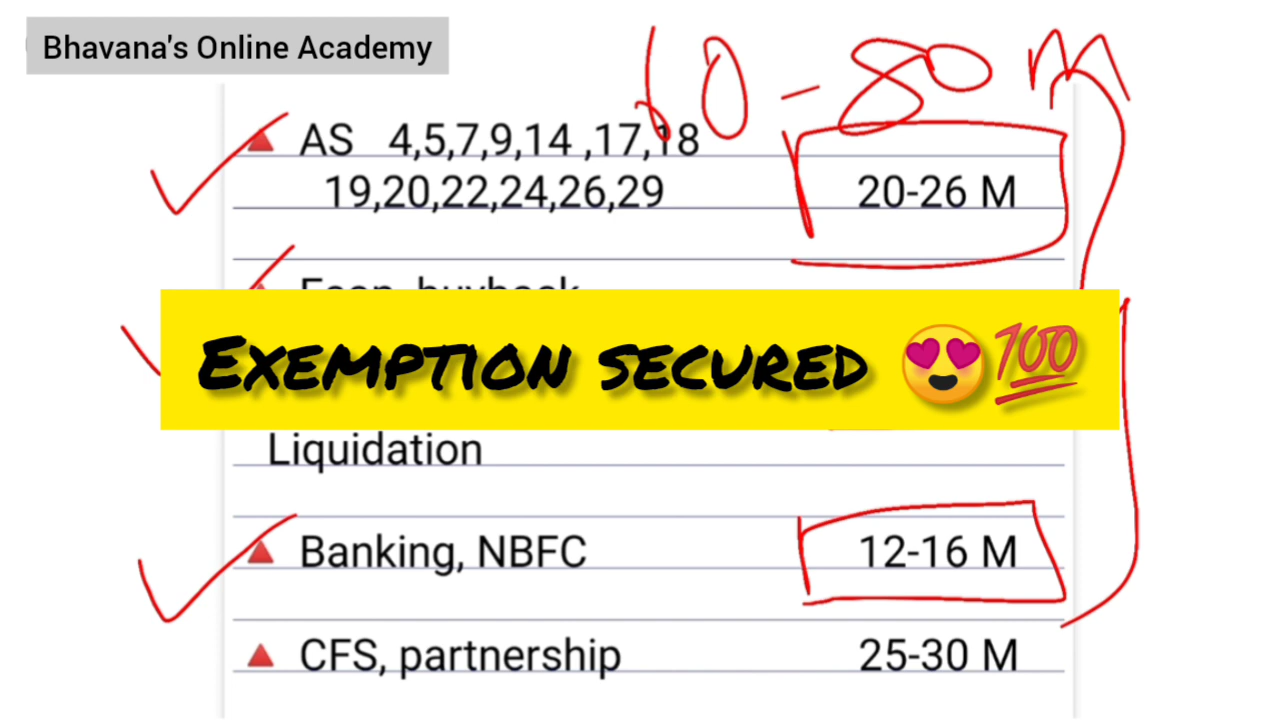 Bhavana's Online Academy
60-80 M
AS 4,5,7,9,14 ,17,18
19,20,22,24,26,29 20-26 M
Exemption secured 😍💯
Liquidation
Banking, NBFC 12-16 M
CFS, partnership 25-30 M